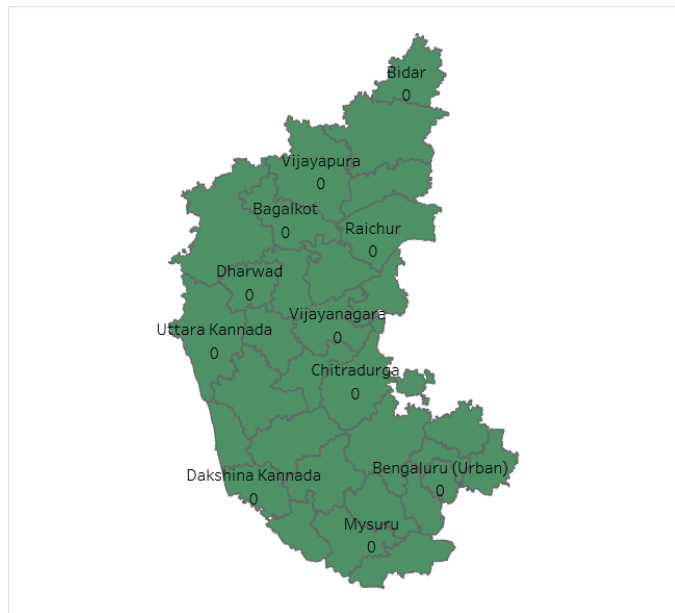 Bidar
0
Vijayapura
0
Bagalkot
0
Raichur
0
Dharwad
0
Vijayanagara
0
Uttara Kannada
0
Chitradurga
0
Bengaluru (Urban)
0
Dakshina Kannada
0
Mysuru
0